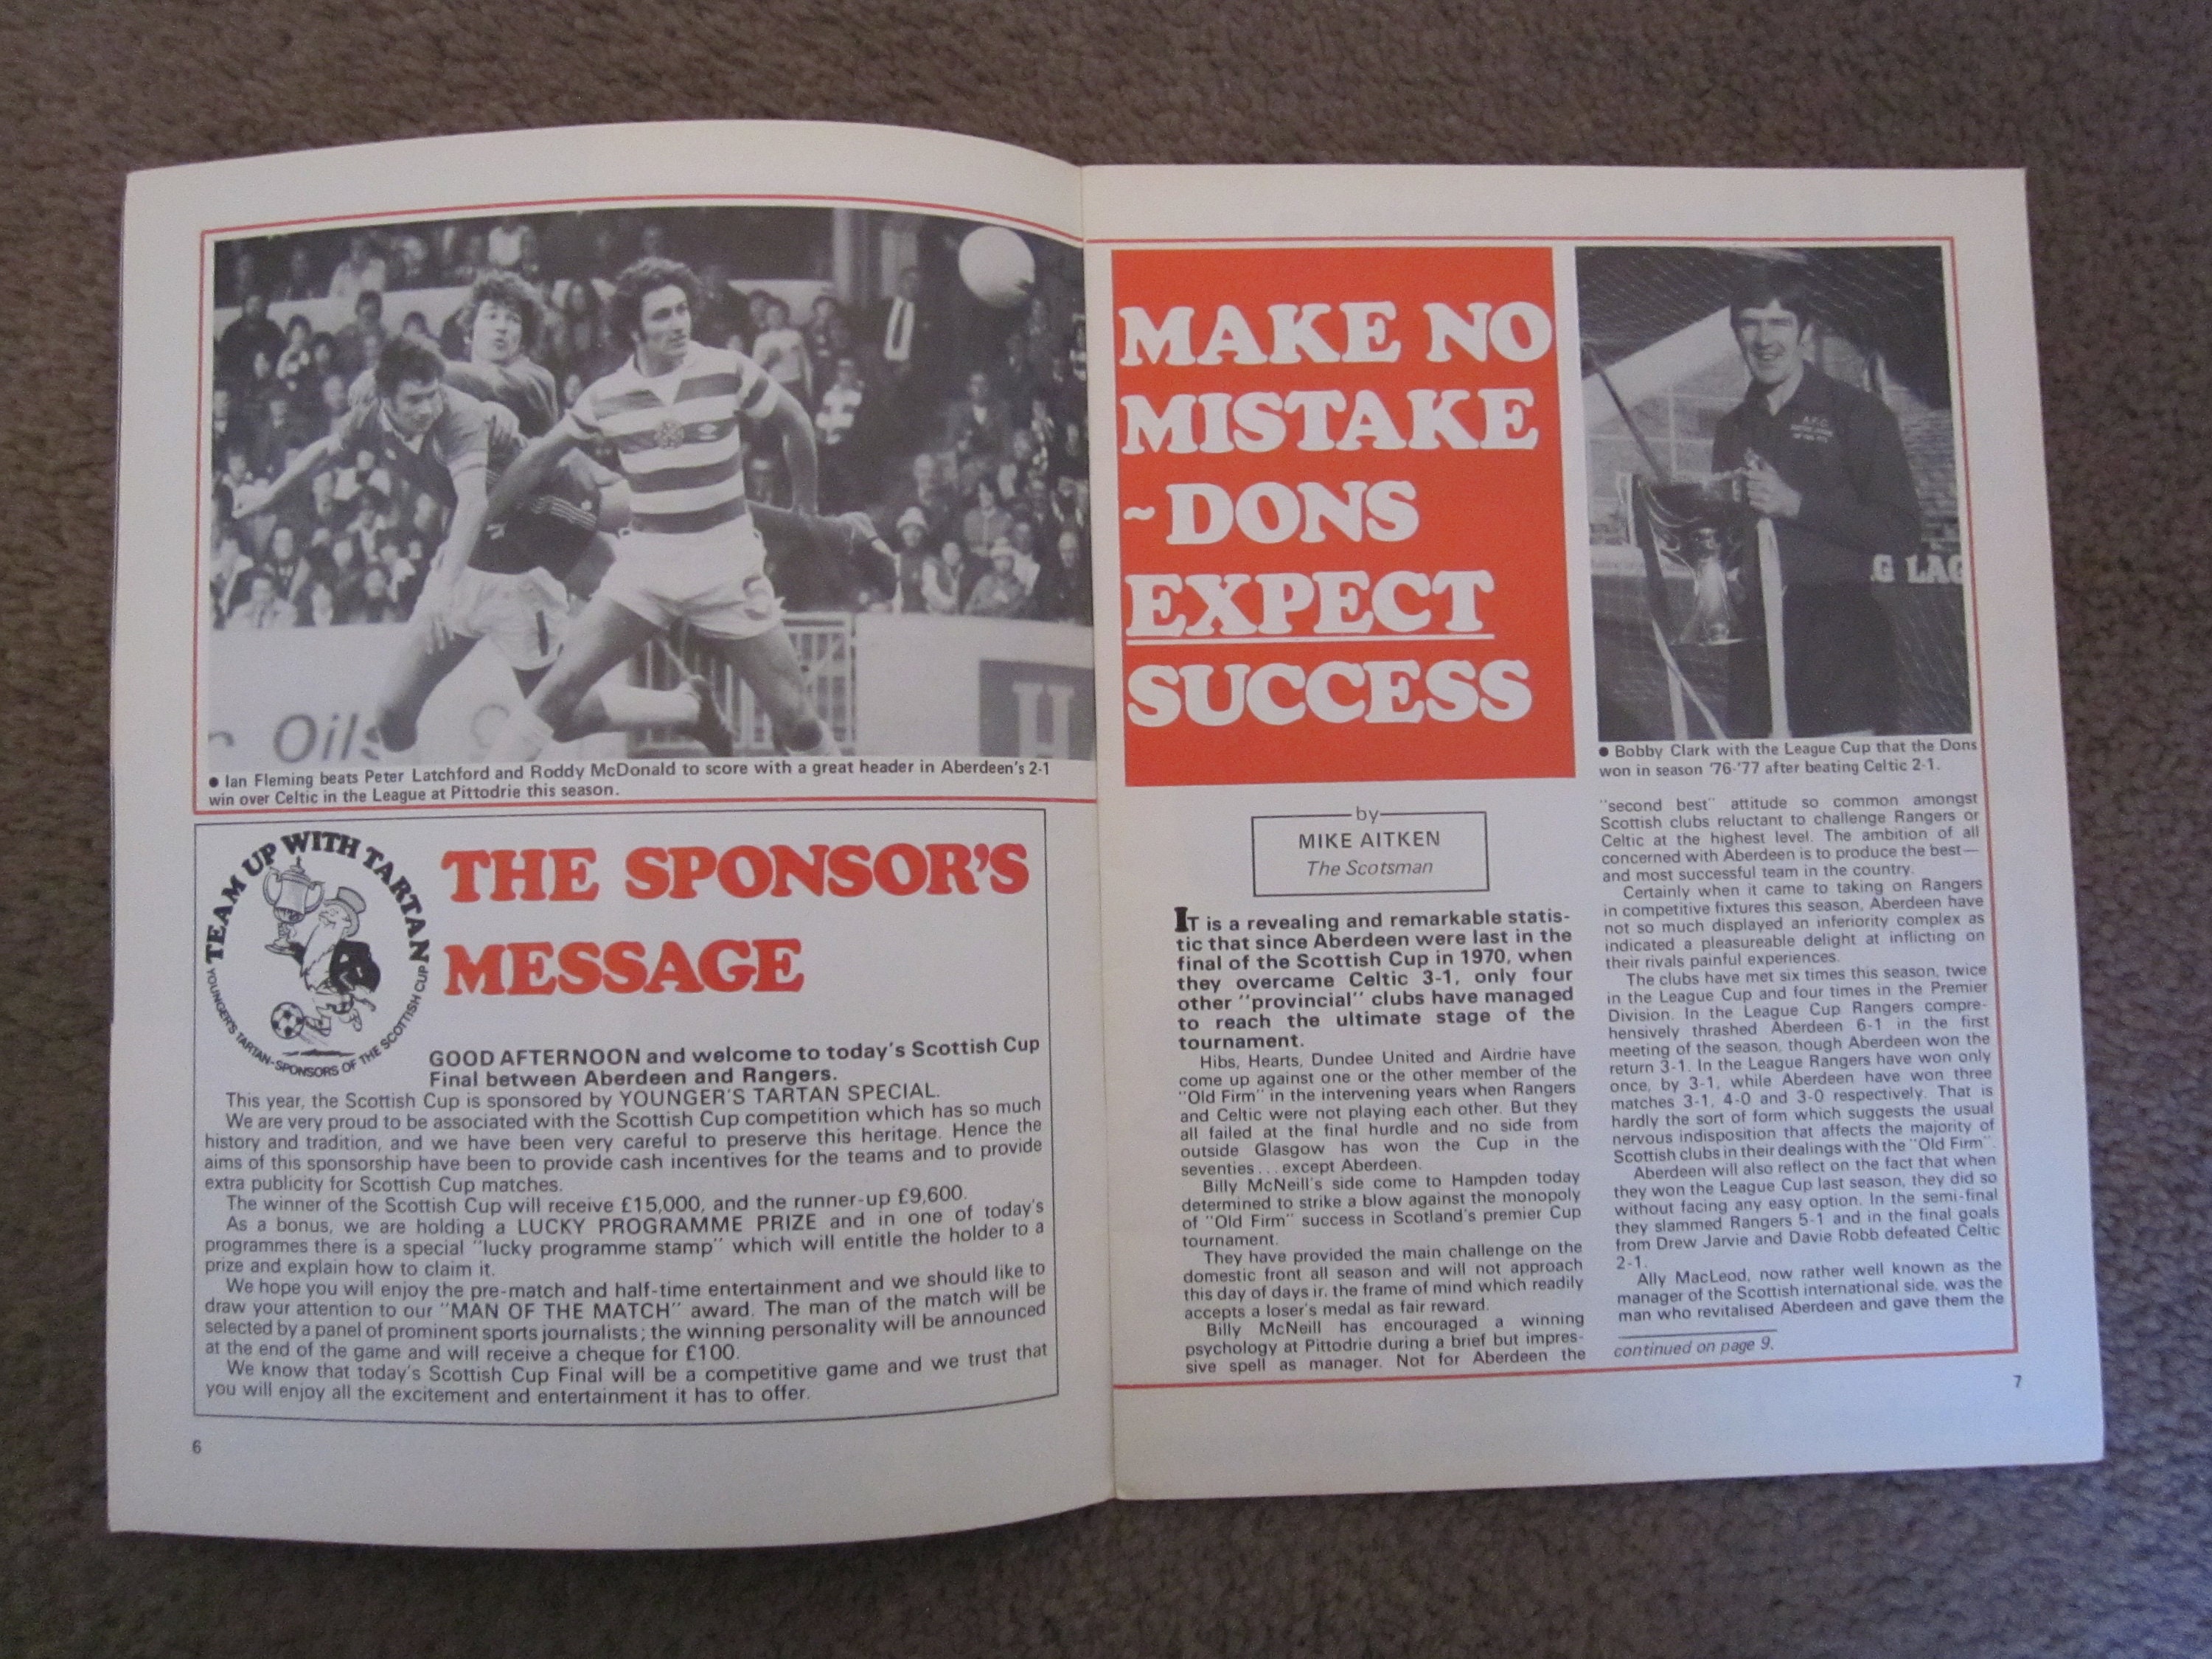 r Oils
H
● Ian Fleming beats Peter Latchford and Roddy McDonald to score with a great header in Aberdeen's 2-1
win over Celtic in the League at Pittodrie this season.
TEAM UP WITH TARTAN
YOUNGER'S TARTAN-SPONSORS OF THE SCOTTISH CUP
THE SPONSOR'S
MESSAGE
GOOD AFTERNOON and welcome to today's Scottish Cup
Final between Aberdeen and Rangers.
This year, the Scottish Cup is sponsored by YOUNGER'S TARTAN SPECIAL.
We are very proud to be associated with the Scottish Cup competition which has so much
history and tradition, and we have been very careful to preserve this heritage. Hence the
aims of this sponsorship have been to provide cash incentives for the teams and to provide
extra publicity for Scottish Cup matches.
The winner of the Scottish Cup will receive £15,000, and the runner-up £9,600.
As a bonus, we are holding a LUCKY PROGRAMME PRIZE and in one of today's
programmes there is a special "lucky programme stamp" which will entitle the holder to a
prize and explain how to claim it.
We hope you will enjoy the pre-match and half-time entertainment and we should like to
draw your attention to our "MAN OF THE MATCH" award. The man of the match will be
selected by a panel of prominent sports journalists; the winning personality will be announced
at the end of the game and will receive a cheque for £100.
We know that today's Scottish Cup Final will be a competitive game and we trust that
you will enjoy all the excitement and entertainment it has to offer.
6
MAKE NO
MISTAKE
~DONS
EXPECT
SUCCESS
A.F.C.
G LAG
● Bobby Clark with the League Cup that the Dons
won in season '76-'77 after beating Celtic 2-1.
by
MIKE AITKEN
The Scotsman
IT is a revealing and remarkable statis-
tic that since Aberdeen were last in the
final of the Scottish Cup in 1970, when
they overcame Celtic 3-1, only four
other "provincial" clubs have managed
to reach the ultimate stage of the
tournament.
Hibs, Hearts, Dundee United and Airdrie have
come up against one or the other member of the
"Old Firm" in the intervening years when Rangers
and Celtic were not playing each other. But they
all failed at the final hurdle and no side from
outside Glasgow has won the Cup in the
seventies . . . except Aberdeen.
Billy McNeil's side come to Hampden today
determined to strike a blow against the monopoly
of "Old Firm" success in Scotland's premier Cup
tournament.
They have provided the main challenge on the
domestic front all season and will not approach
this day of days ir. the frame of mind which readily
accepts a loser's medal as fair reward.
Billy McNeill has encouraged a winning
psychology at Pittodrie during a brief but impres-
sive spell as manager. Not for Aberdeen the
"second best" attitude so common amongst
Scottish clubs reluctant to challenge Rangers or
Celtic at the highest level. The ambition of all
concerned with Aberdeen is to produce the best—
and most successful team in the country.
Certainly when it came to taking on Rangers
in competitive fixtures this season, Aberdeen have
not so much displayed an inferiority complex as
indicated a pleasureable delight at inflicting on
their rivals painful experiences.
The clubs have met six times this season, twice
in the League Cup and four times in the Premier
Division. In the League Cup Rangers compre-
hensively thrashed Aberdeen 6-1 in the first
meeting of the season, though Aberdeen won the
return 3-1. In the League Rangers have won only
once, by 3-1, while Aberdeen have won three
matches 3-1, 4-0 and 3-0 respectively. That is
hardly the sort of form which suggests the usual
nervous indisposition that affects the majority of
Scottish clubs in their dealings with the "Old Firm".
Aberdeen will also reflect on the fact that when
they won the League Cup last season, they did so
without facing any easy option. In the semi-final
they slammed Rangers 5-1 and in the final goals
from Drew Jarvie and Davie Robb defeated Celtic
2-1.
Ally MacLeod, now rather well known as the
manager of the Scottish international side, was the
man who revitalised Aberdeen and gave them the
continued on page 9.
7